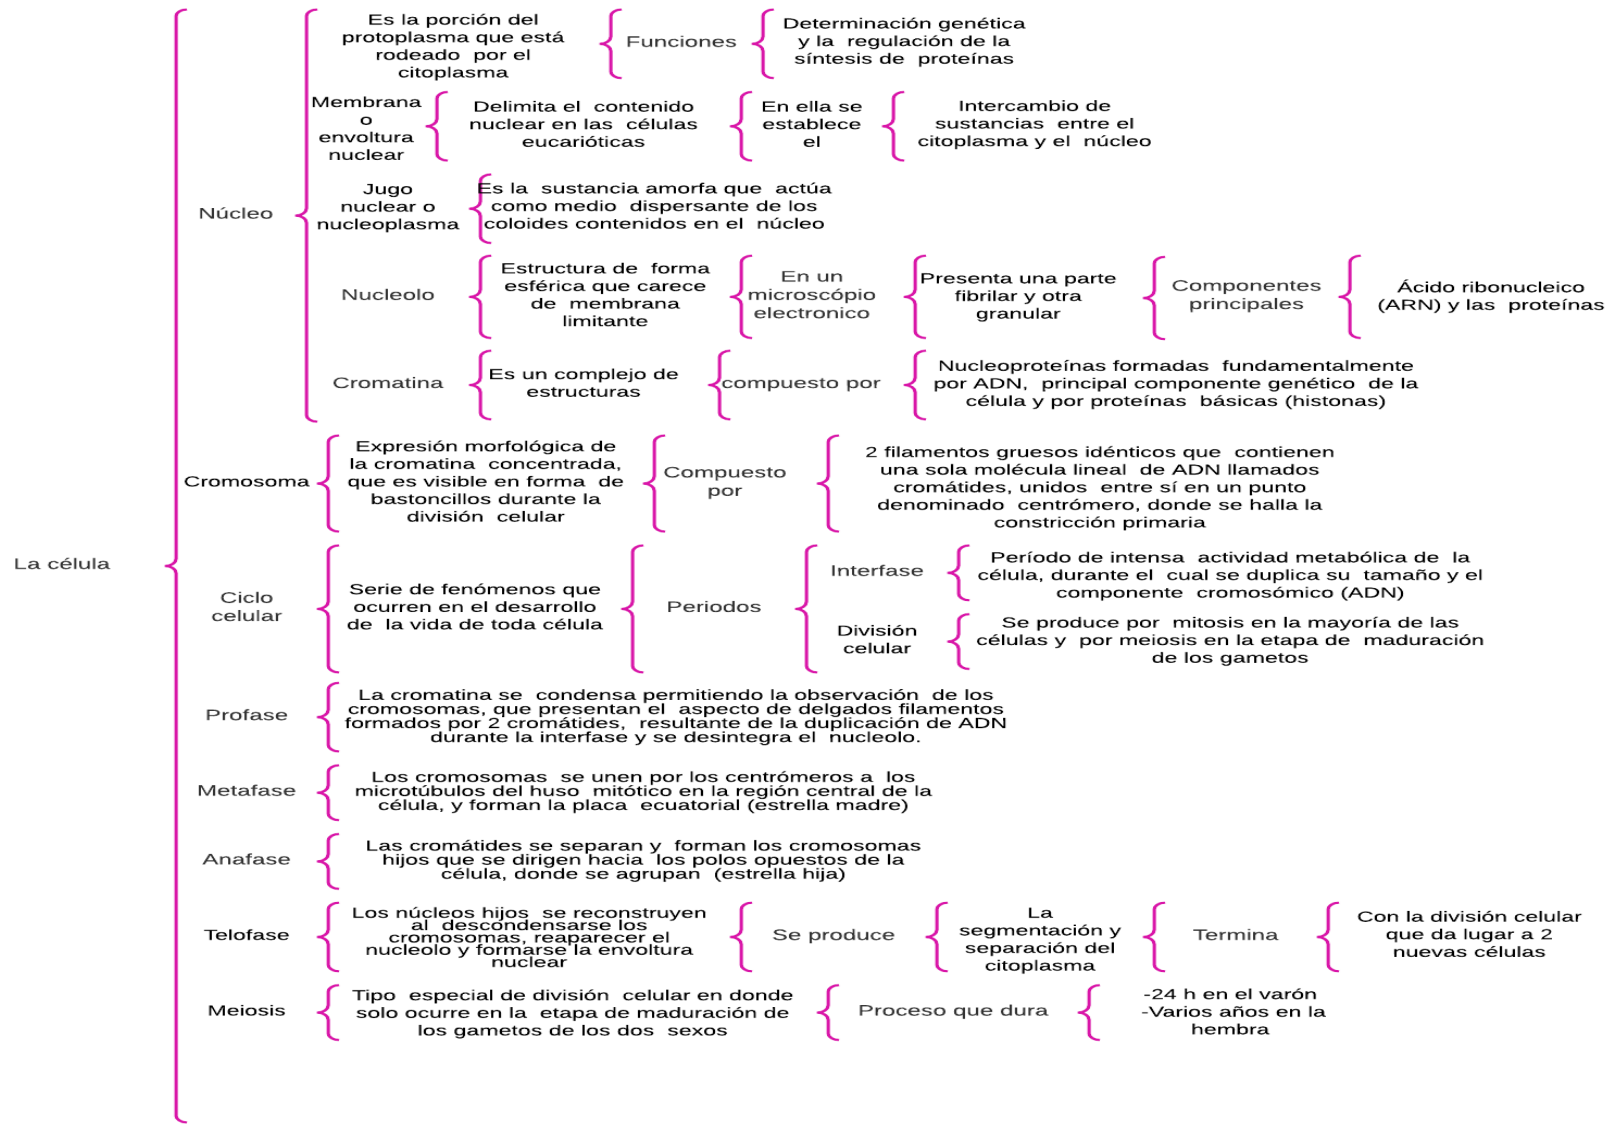 La célula
Núcleo
Es la porción del
protoplasma que está
rodeado por el
citoplasma
Funciones
Determinación genética
y la regulación de la
síntesis de proteínas
Membrana
o
envoltura
nuclear
Delimita el contenido
nuclear en las células
eucarióticas
En ella se
establece
el
Intercambio de
sustancias entre el
citoplasma y el núcleo
Jugo
nuclear o
nucleoplasma
Es la sustancia amorfa que actúa
como medio dispersante de los
coloides contenidos en el núcleo
Nucleolo
Estructura de forma
esférica que carece
de membrana
limitante
En un
microscópio
electronico
Presenta una parte
fibrilar y otra
granular
Componentes
principales
Ácido ribonucleico
(ARN) y las proteínas
Cromatina
Es un complejo de
estructuras
compuesto por
Nucleoproteínas formadas fundamentalmente
por ADN, principal componente genético de la
célula y por proteínas básicas (histonas)
Cromosoma
Expresión morfológica de
la cromatina concentrada,
que es visible en forma de
bastoncillos durante la
división celular
Compuesto
por
2 filamentos gruesos idénticos que contienen
una sola molécula lineal de ADN llamados
cromátides, unidos entre sí en un punto
denominado centrómero, donde se halla la
constricción primaria
Ciclo
celular
Serie de fenómenos que
ocurren en el desarrollo
de la vida de toda célula
Periodos
Interfase
Período de intensa actividad metabólica de la
célula, durante el cual se duplica su tamaño y el
componente cromosómico (ADN)
División
celular
Se produce por mitosis en la mayoría de las
células y por meiosis en la etapa de maduración
de los gametos
Profase
La cromatina se condensa permitiendo la observación de los
cromosomas, que presentan el aspecto de delgados filamentos
formados por 2 cromátides, resultante de la duplicación de ADN
durante la interfase y se desintegra el nucleolo.
Metafase
Los cromosomas se unen por los centrómeros a los
microtúbulos del huso mitótico en la región central de la
célula, y forman la placa ecuatorial (estrella madre)
Anafase
Las cromátides se separan y forman los cromosomas
hijos que se dirigen hacia los polos opuestos de la
célula, donde se agrupan (estrella hija)
Telofase
Los núcleos hijos se reconstruyen
al descondensarse los
cromosomas, reaparecer el
nucleolo y formarse la envoltura
nuclear
Se produce
La
segmentación y
separación del
citoplasma
Termina
Con la división celular
que da lugar a 2
nuevas células
Meiosis
Tipo especial de división celular en donde
solo ocurre en la etapa de maduración de
los gametos de los dos sexos
Proceso que dura
-24 h en el varón
-Varios años en la
hembra